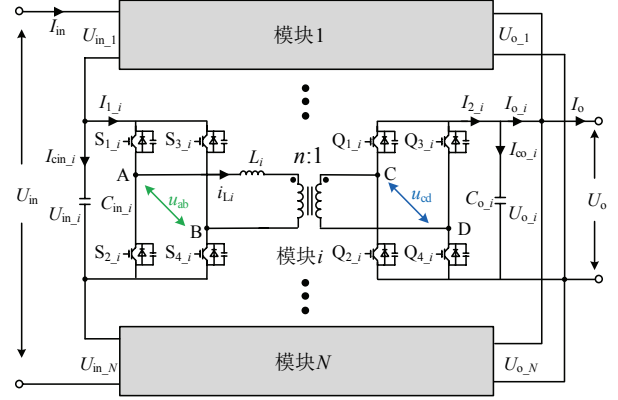 I_in
U_in_1
模块1
U_o_1
I_1_i
S_1_i
S_3_i
L_i
n:1
Q_1_i
Q_3_i
I_2_i
I_o_i
I_o
I_cin_i
A
i_Li
C
I_co_i
U_in
U_in_i
C_in_i
u_ab
u_cd
C_o_i
U_o_i
U_o
B
D
S_2_i
S_4_i
模块i
Q_2_i
Q_4_i
U_in_N
模块N
U_o_N